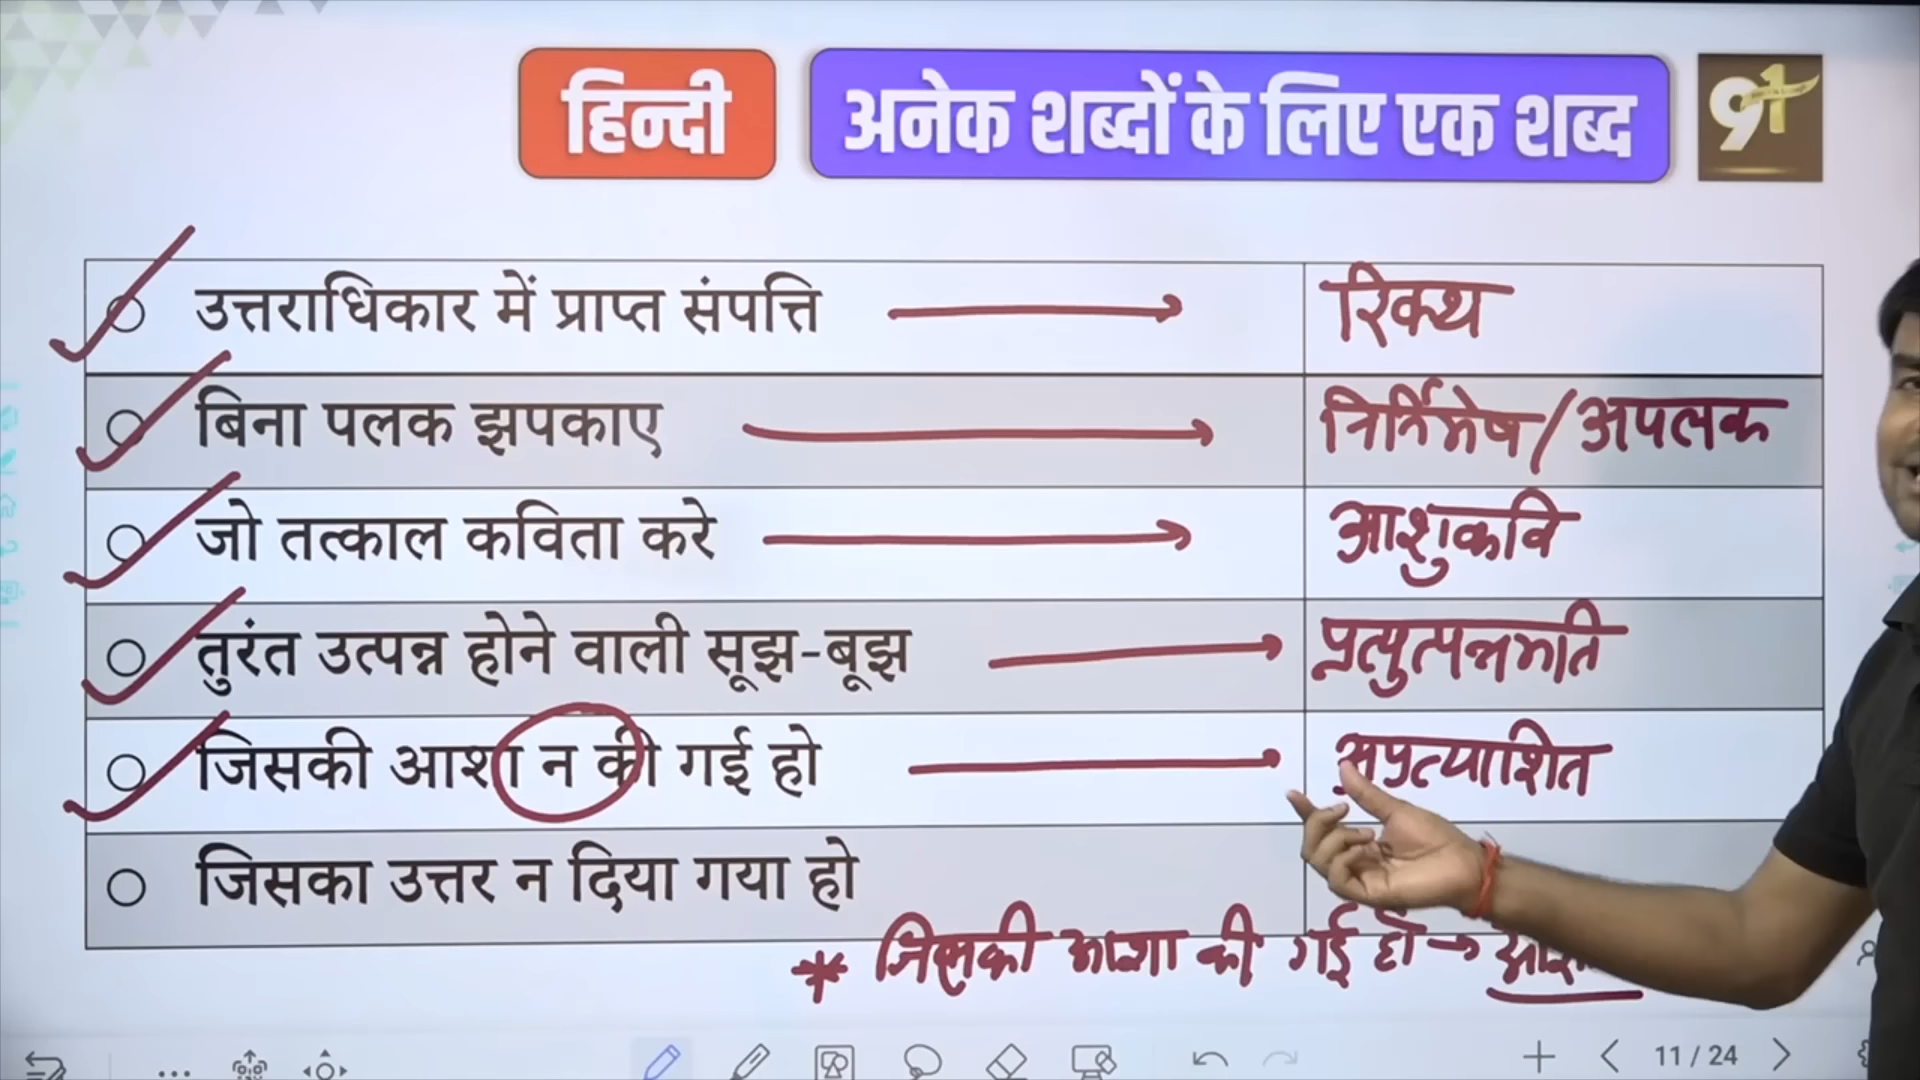 हिन्दी
अनेक शब्दों के लिए एक शब्द
91
उत्तराधिकार में प्राप्त संपत्ति → रिक्थ
बिना पलक झपकाए → निर्निमेष / अपलक
जो तत्काल कविता करे → आशुकवि
तुरंत उत्पन्न होने वाली सूझ-बूझ → प्रत्युत्पन्नमति
जिसकी आशा न की गई हो → अप्रत्याशित
जिसका उत्तर न दिया गया हो
* जिसकी आशा की गई हो →
11 / 24